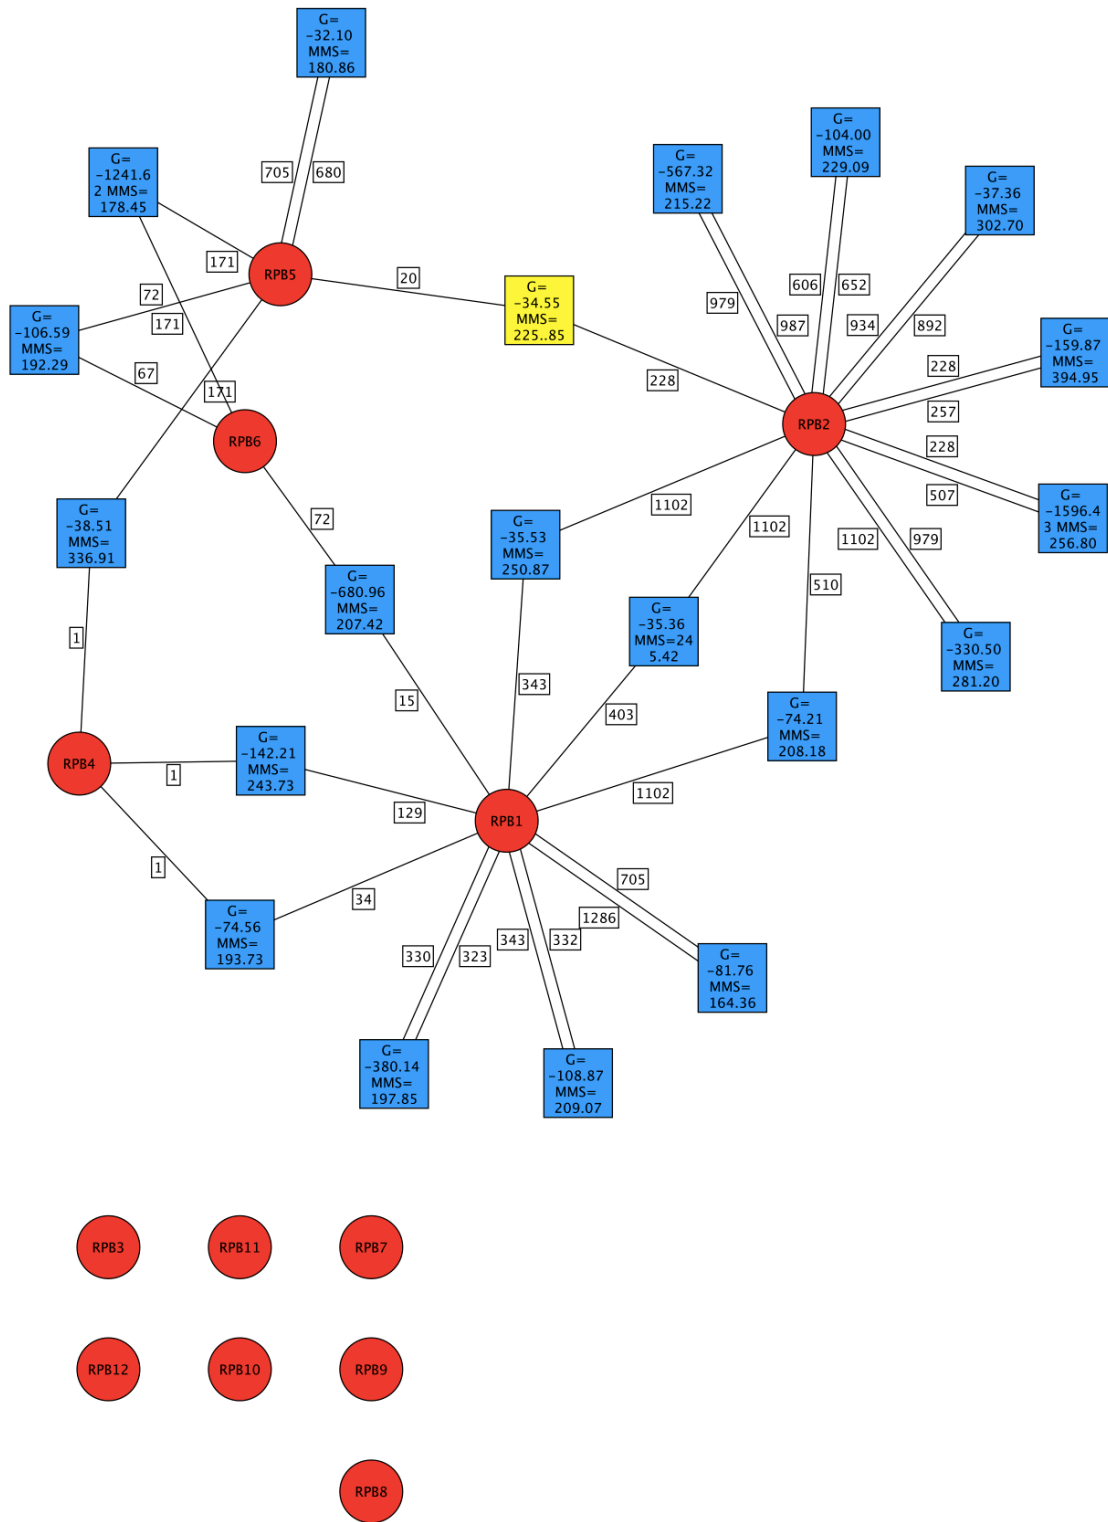 G=
-32.10
MMS=
180.86
G=
-104.00
MMS=
229.09
G=
-567.32
MMS=
215.22
G=
-1241.6
2 MMS=
178.45
705
680
G=
-37.36
MMS=
302.70
171
RPB5
20
606
652
979
987
934
892
G=
-34.55
MMS=
225..85
72
171
G=
-106.59
MMS=
192.29
G=
-159.87
MMS=
394.95
67
171
228
228
257
RPB2
RPB6
228
507
1102
1102
1102
979
G=
-38.51
MMS=
336.91
72
G=
-35.53
MMS=
250.87
G=
-1596.4
3 MMS=
256.80
G=
-680.96
MMS=
207.42
510
G=
-35.36
MMS=24
5.42
G=
-330.50
MMS=
281.20
1
15
343
403
G=
-74.21
MMS=
208.18
RPB4
1
G=
-142.21
MMS=
243.73
129
RPB1
1102
1
34
705
1286
G=
-74.56
MMS=
193.73
330
323
343
332
G=
-81.76
MMS=
164.36
G=
-380.14
MMS=
197.85
G=
-108.87
MMS=
209.07
RPB3
RPB11
RPB7
RPB12
RPB10
RPB9
RPB8